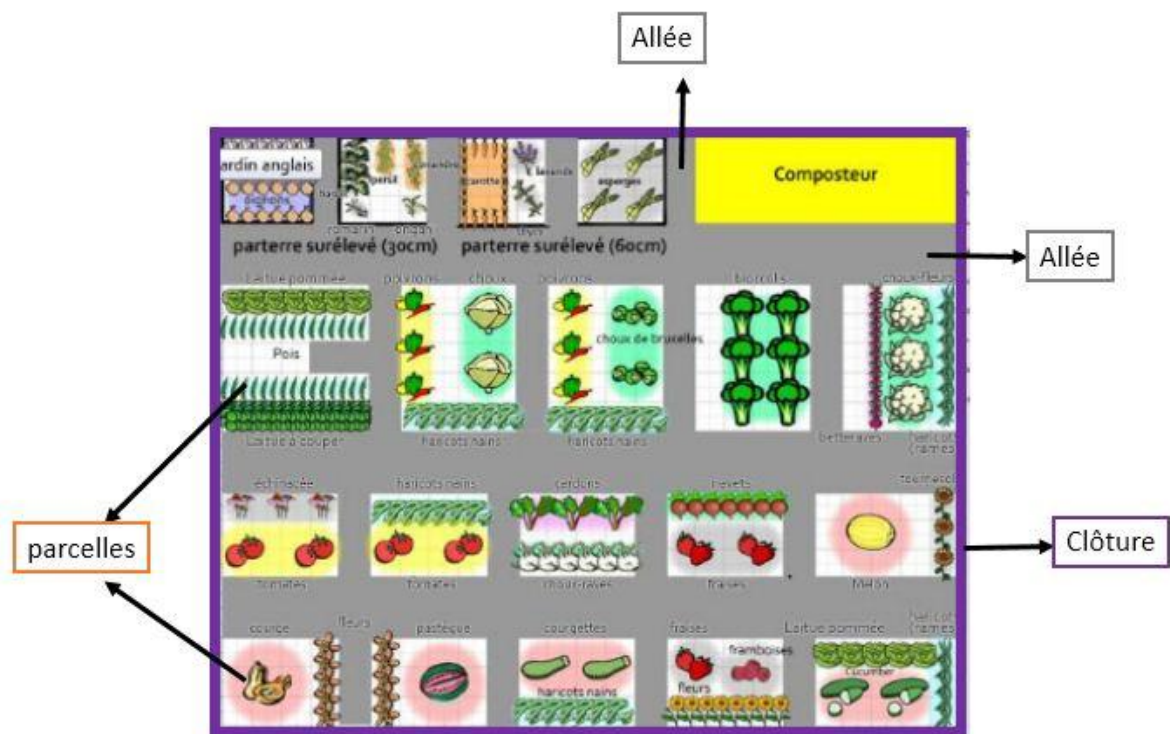 Allée
ardin anglais
persil
carotte
asperges
Composteur
oignons
romarin
parterre surélevé (30cm)
parterre surélevé (60cm)
Allée
Laitue pommée
poivrons
choux
poivrons
brocolis
choux-fleurs
Pois
choux de bruxelles
Laitue à couper
haricots nains
haricots nains
betteraves
haricots
(rames
échinacée
haricots nains
cardons
navets
tournesol
parcelles
Clôture
tomates
tomates
choux-raves
fraises
Melon
courge
fleurs
pastèque
courgettes
fraises
Laitue pommée
haricots
(rames
framboises
Cucumber
fleurs
haricots nains